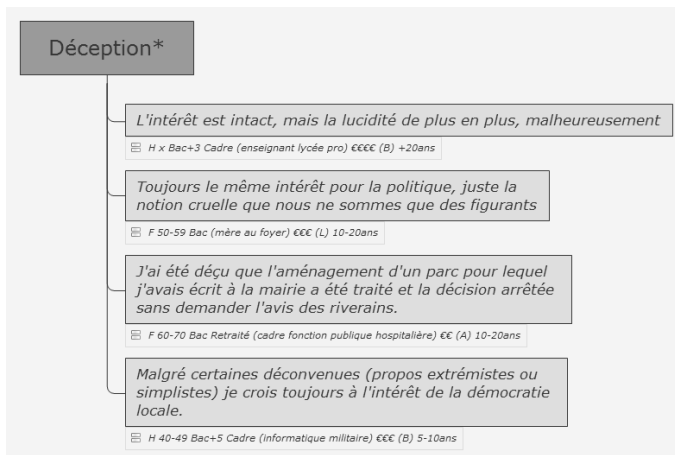 Déception*
L'intérêt est intact, mais la lucidité de plus en plus, malheureusement
H x Bac+3 Cadre (enseignant lycée pro) €€€€ (B) +20ans
Toujours le même intérêt pour la politique, juste la
notion cruelle que nous ne sommes que des figurants
F 50-59 Bac (mère au foyer) €€€ (L) 10-20ans
J'ai été déçu que l'aménagement d'un parc pour lequel
j'avais écrit à la mairie a été traité et la décision arrêtée
sans demander l'avis des riverains.
F 60-70 Bac Retraité (cadre fonction publique hospitalière) €€ (A) 10-20ans
Malgré certaines déconvenues (propos extrémistes ou
simplistes) je crois toujours à l'intérêt de la démocratie
locale.
H 40-49 Bac+5 Cadre (informatique militaire) €€€ (B) 5-10ans